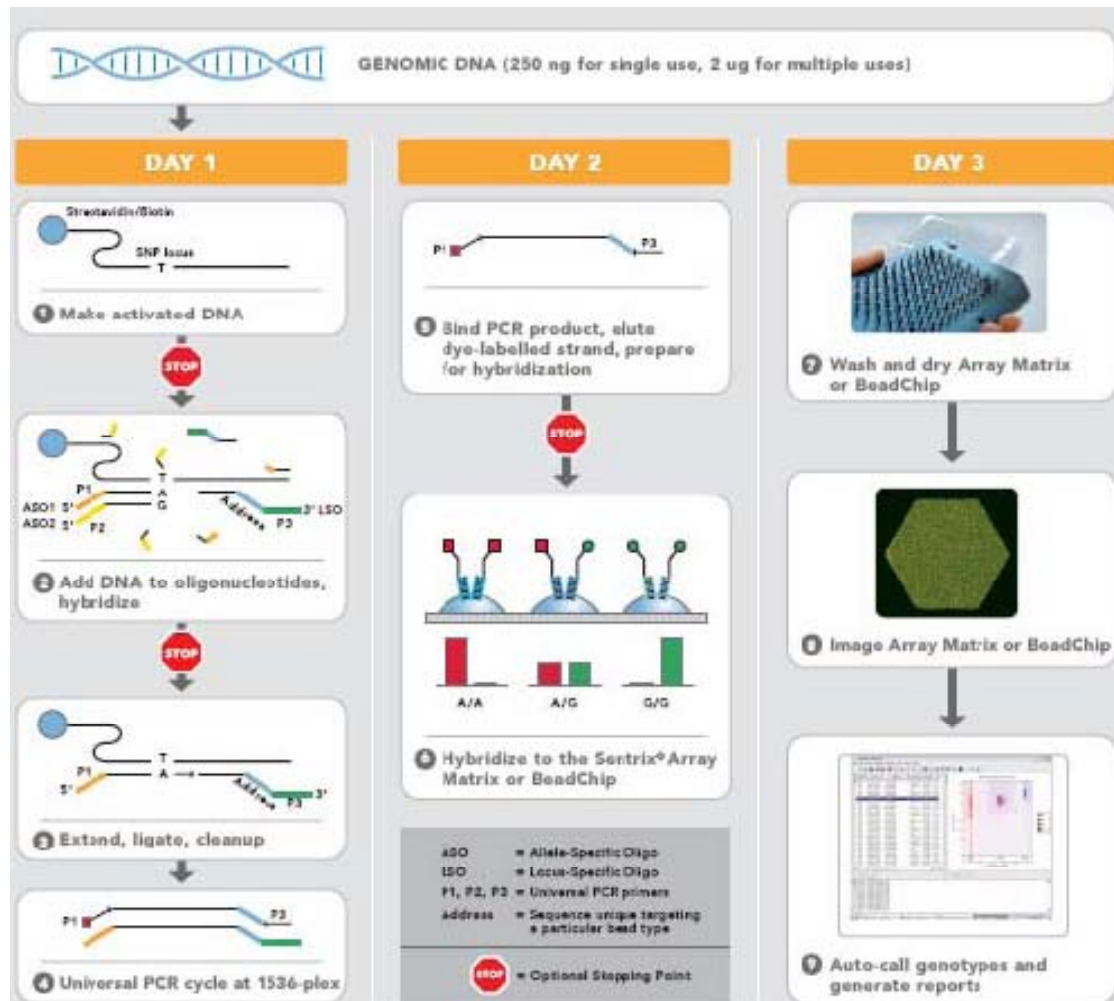 GENOMIC DNA (250 ng for single use, 2 ug for multiple uses)
DAY 1
Streptavidin/Biotin
SNP locus
T
1 Make activated DNA
STOP
T
P1
A
ASO1 5'
G
ASO2 5'
P2
Address
3' LSO
P3
2 Add DNA to oligonucleotides,
hybridize
STOP
T
P1
A
5'
Address
P3
3'
3 Extend, ligate, cleanup
P1
P3
4 Universal PCR cycle at 1536-plex
DAY 2
P1
P3
5 Bind PCR product, elute
dye-labelled strand, prepare
for hybridization
STOP
A/A
A/G
G/G
6 Hybridize to the Sentrix® Array
Matrix or BeadChip
ASO = Allele-Specific Oligo
LSO = Locus-Specific Oligo
P1, P2, P3 = Universal PCR primers
address = Sequence unique targeting
a particular bead type
STOP = Optional Stopping Point
DAY 3
7 Wash and dry Array Matrix
or BeadChip
8 Image Array Matrix or BeadChip
9 Auto-call genotypes and
generate reports